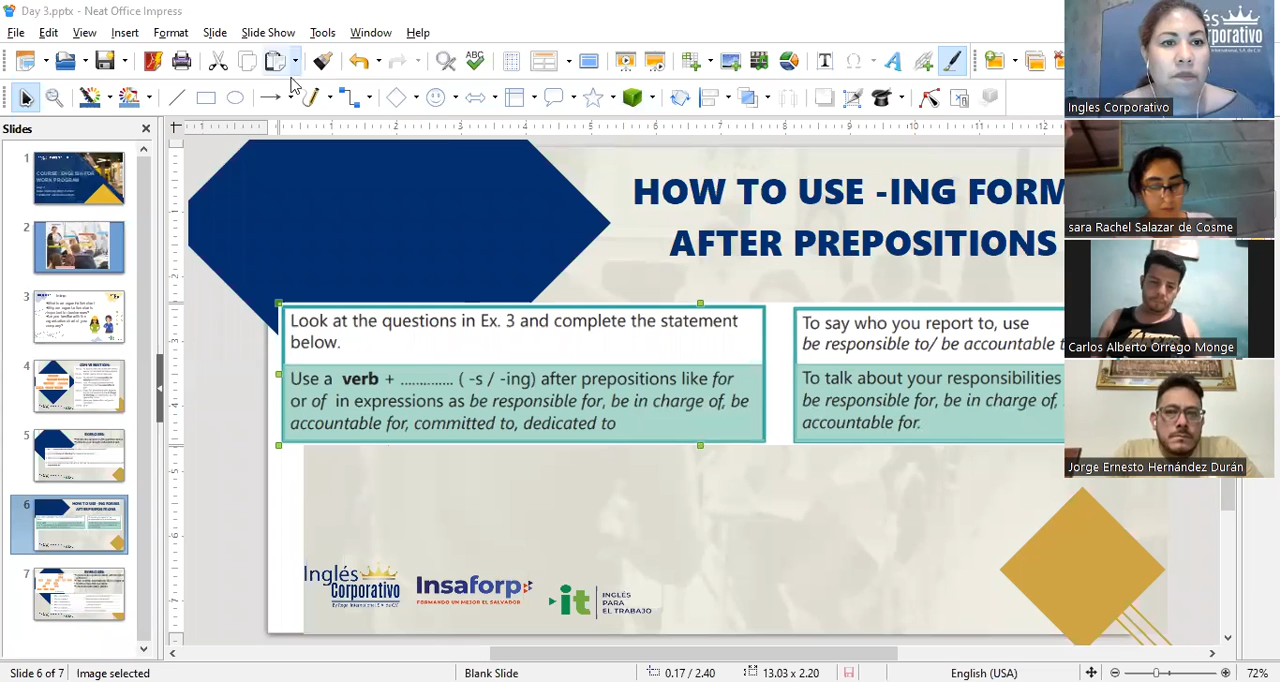 Day 3.pptx - Neat Office Impress
File Edit View Insert Format Slide Slide Show Tools Window Help
Slides
1
2
3
4
5
6
7
HOW TO USE -ING FORM
AFTER PREPOSITIONS
Look at the questions in Ex. 3 and complete the statement
below.
Use a verb + .............. ( -s / -ing) after prepositions like for
or of in expressions as be responsible for, be in charge of, be
accountable for, committed to, dedicated to
To say who you report to, use
be responsible to/ be accountable t
To talk about your responsibilities
be responsible for, be in charge of,
accountable for.
Inglés
Corporativo
Insaforp
FORMANDO UN MEJOR EL SALVADOR
it
INGLÉS
PARA
EL TRABAJO
Ingles Corporativo
sara Rachel Salazar de Cosme
Carlos Alberto Orrego Monge
Jorge Ernesto Hernández Durán
Slide 6 of 7
Image selected
Blank Slide
0.17 / 2.40
13.03 x 2.20
English (USA)
72%